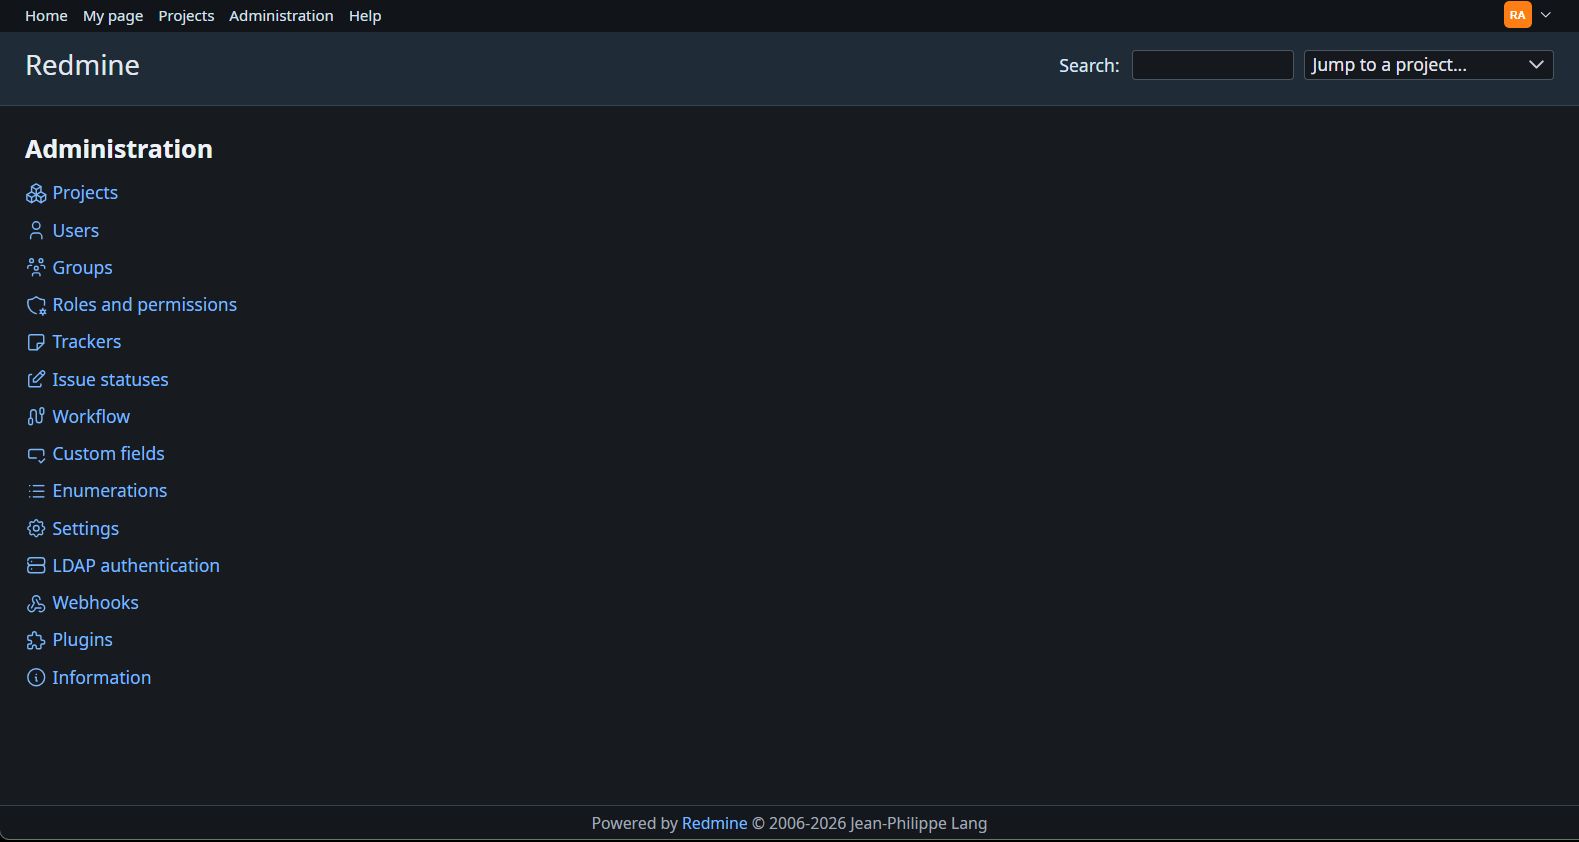 Home My page Projects Administration Help RA
Redmine Search: Jump to a project...
Administration
Projects
Users
Groups
Roles and permissions
Trackers
Issue statuses
Workflow
Custom fields
Enumerations
Settings
LDAP authentication
Webhooks
Plugins
Information
Powered by Redmine © 2006-2026 Jean-Philippe Lang